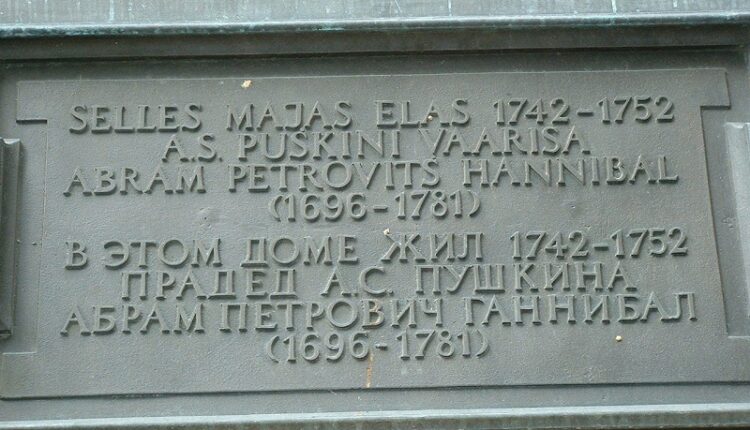 SELLES MAJAS ELAS 1742-1752
A.S. PUSKINI VAARISA
ABRAM PETROVITS HANNIBAL
(1696-1781)
В ЭТОМ ДОМЕ ЖИЛ 1742-1752
ПРАДЕД А.С. ПУШКИНА
АБРАМ ПЕТРОВИЧ ГАННИБАЛ
(1696-1781)